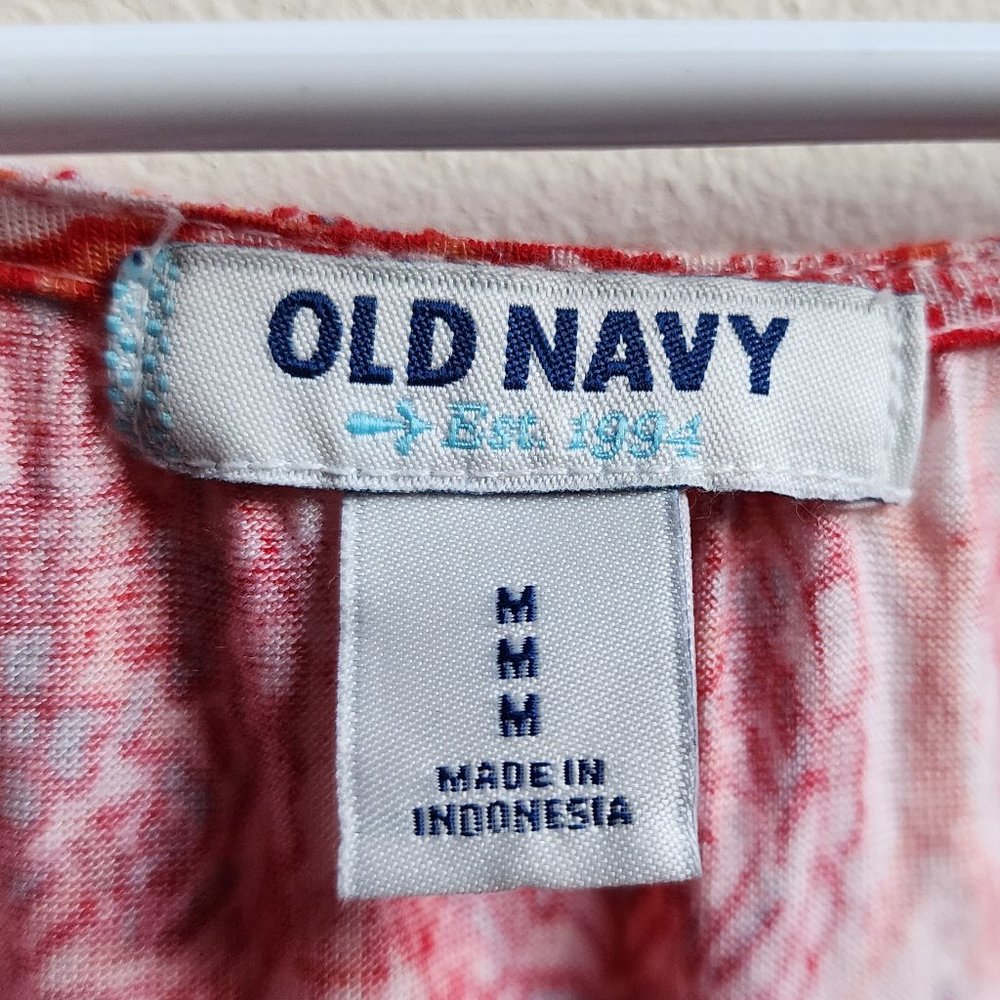 OLD NAVY
Est. 1994
M
M
M
MADE IN
INDONESIA